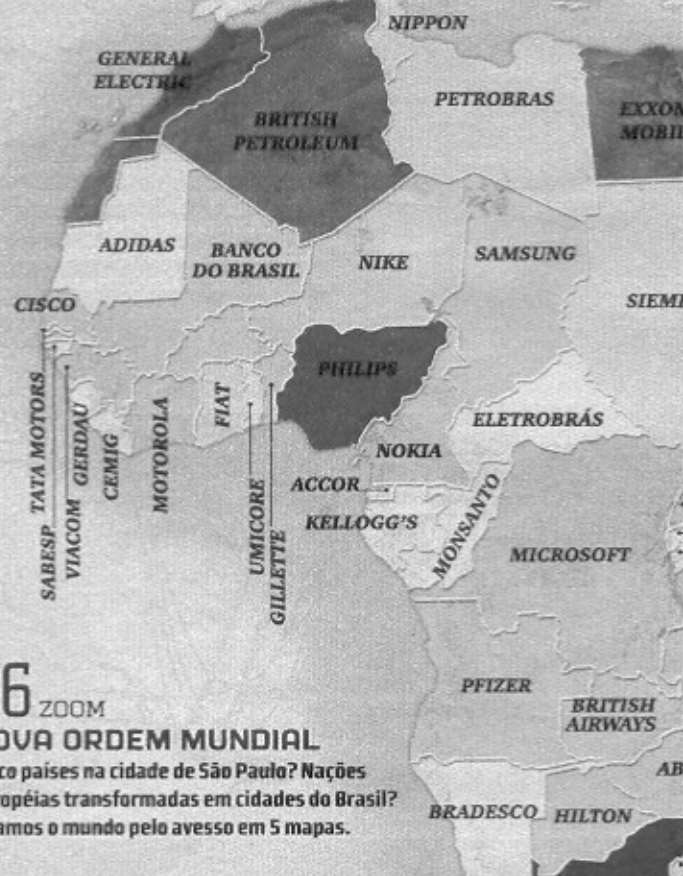 NIPPON
GENERAL
ELECTRIC
PETROBRAS
BRITISH
PETROLEUM
EXXON
MOBIL
ADIDAS
BANCO
DO BRASIL
NIKE
SAMSUNG
CISCO
SIEM
PHILIPS
TATA MOTORS
SABESP
VIACOM
GERDAU
CEMIG
MOTOROLA
FIAT
UMICORE
GILLETTE
ELETROBRÁS
NOKIA
ACCOR
KELLOGG'S
MONSANTO
MICROSOFT
PFIZER
BRITISH
AIRWAYS
AB
BRADESCO
HILTON
6 ZOOM
OVA ORDEM MUNDIAL
co países na cidade de São Paulo? Nações
ropéias transformadas em cidades do Brasil?
amos o mundo pelo avesso em 5 mapas.